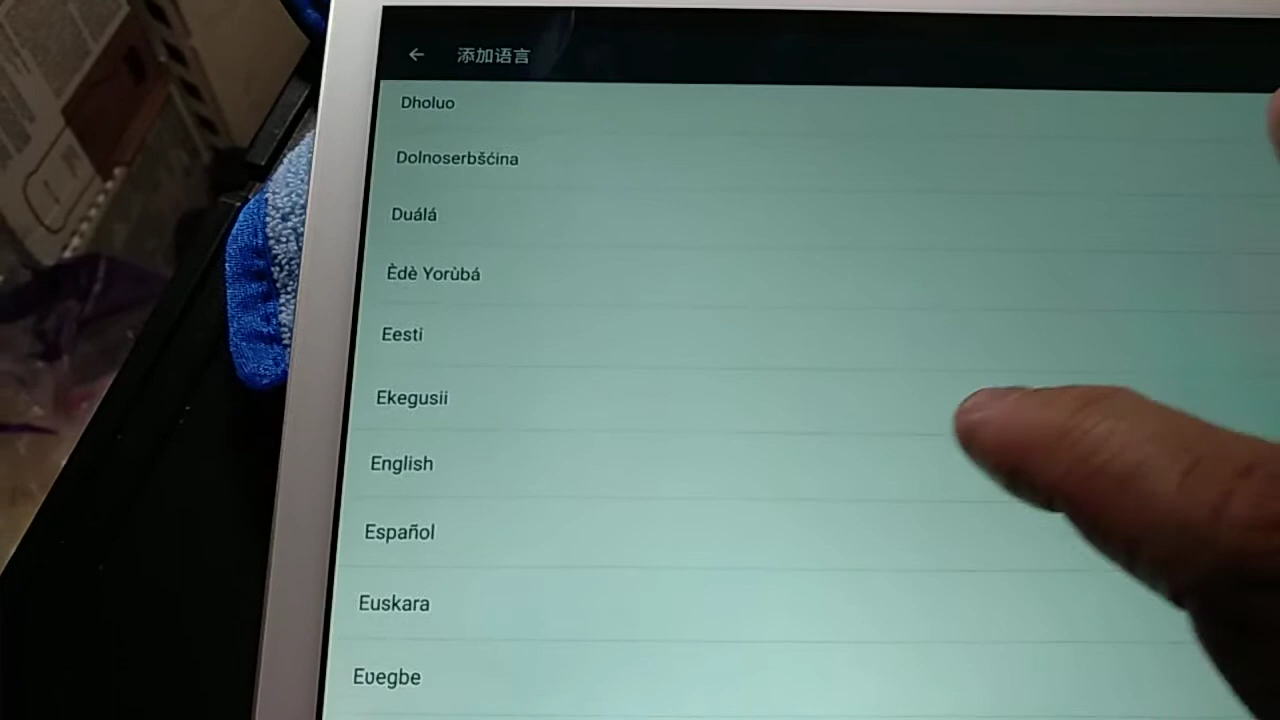 添加语言
Dholuo
Dolnoserbšćina
Duálá
Èdè Yorùbá
Eesti
Ekegusii
English
Español
Euskara
Eʋegbe